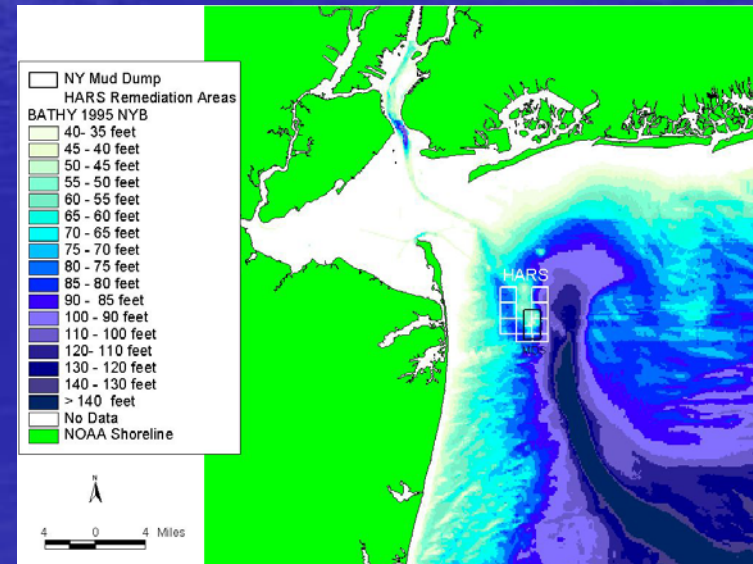 NY Mud Dump
HARS Remediation Areas
BATHY 1995 NYB
40- 35 feet
45 - 40 feet
50 - 45 feet
55 - 50 feet
60 - 55 feet
65 - 60 feet
70 - 65 feet
75 - 70 feet
80 - 75 feet
85 - 80 feet
90 - 85 feet
100 - 90 feet
110 - 100 feet
120- 110 feet
130 - 120 feet
140 - 130 feet
> 140 feet
No Data
NOAA Shoreline
HARS
N
4 0 4 Miles